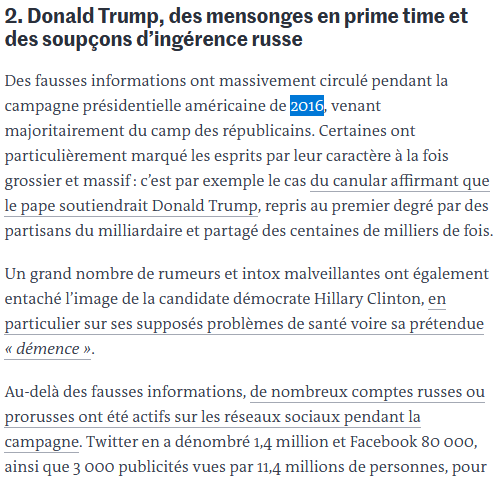 2. Donald Trump, des mensonges en prime time et
des soupçons d’ingérence russe
Des fausses informations ont massivement circulé pendant la
campagne présidentielle américaine de 2016, venant
majoritairement du camp des républicains. Certaines ont
particulièrement marqué les esprits par leur caractère à la fois
grossier et massif : c’est par exemple le cas du canular affirmant que
le pape soutiendrait Donald Trump, repris au premier degré par des
partisans du milliardaire et partagé des centaines de milliers de fois.
Un grand nombre de rumeurs et intox malveillantes ont également
entaché l’image de la candidate démocrate Hillary Clinton, en
particulier sur ses supposés problèmes de santé voire sa prétendue
« démence ».
Au-delà des fausses informations, de nombreux comptes russes ou
prorusses ont été actifs sur les réseaux sociaux pendant la
campagne. Twitter en a dénombré 1,4 million et Facebook 80 000,
ainsi que 3 000 publicités vues par 11,4 millions de personnes, pour